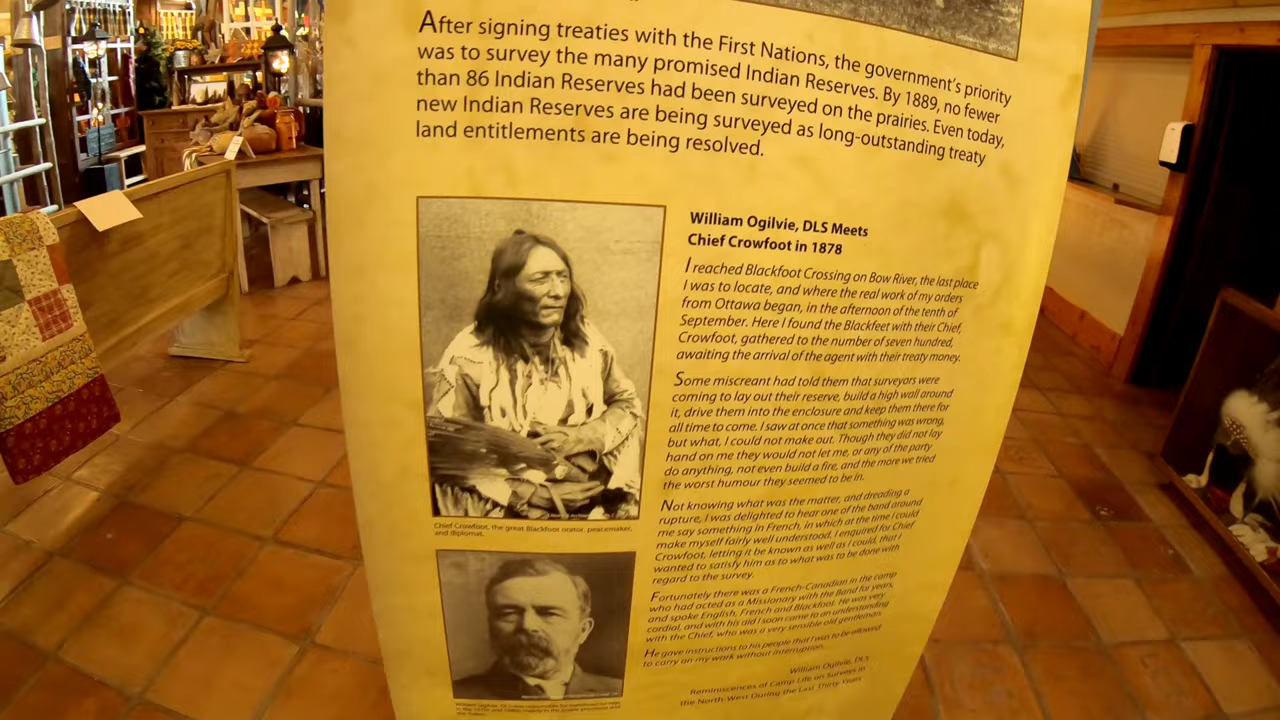 After signing treaties with the First Nations, the government's priority
was to survey the many promised Indian Reserves. By 1889, no fewer
than 86 Indian Reserves had been surveyed on the prairies. Even today,
new Indian Reserves are being surveyed as long-outstanding treaty
land entitlements are being resolved.
William Ogilvie, DLS Meets
Chief Crowfoot in 1878
I reached Blackfoot Crossing on Bow River, the last place
I was to locate, and where the real work of my orders
from Ottawa began, in the afternoon of the tenth of
September. Here I found the Blackfeet with their Chief,
Crowfoot, gathered to the number of seven hundred,
awaiting the arrival of the agent with their treaty money.
Some miscreant had told them that surveyors were
coming to lay out their reserve, build a high wall around
it, drive them into the enclosure and keep them there for
all time to come. I saw at once that something was wrong,
but what, I could not make out. Though they did not lay
hand on me they would not let me, or any of the party
do anything, not even build a fire, and the more we tried
the worst humour they seemed to be in.
Not knowing what was the matter, and dreading a
rupture, I was delighted to hear one of the band around
me say something in French, in which at the time I could
make myself fairly well understood. I enquired for Chief
Crowfoot, letting it be known as well as I could, that I
wanted to satisfy him as to what was to be done with
regard to the survey.
Fortunately there was a French-Canadian in the camp
who had acted as a Missionary with the Band for years,
and spoke English, French and Blackfoot. He was very
cordial, and with his aid I soon came to an understanding
with the Chief, who was a very sensible old gentleman.
He gave instructions to his people that I was to be allowed
to carry on my work without interruption.
William Ogilvie, DLS
Reminiscences of Camp Life on Surveys in
the North-West During the Last Thirty Years
Chief Crowfoot, the great Blackfoot orator, peacemaker,
and diplomat.